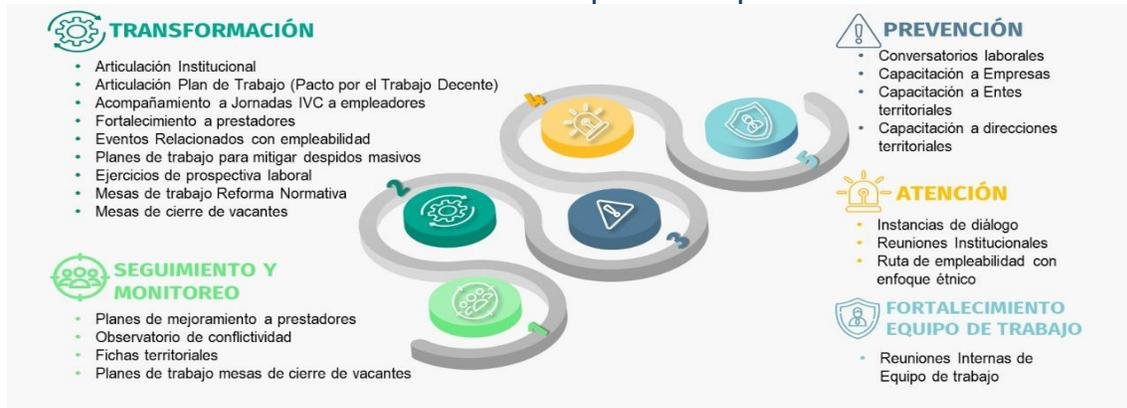 TRANSFORMACIÓN
• Articulación Institucional
• Articulación Plan de Trabajo (Pacto por el Trabajo Decente)
• Acompañamiento a Jornadas IVC a empleadores
• Fortalecimiento a prestadores
• Eventos Relacionados con empleabilidad
• Planes de trabajo para mitigar despidos masivos
• Ejercicios de prospectiva laboral
• Mesas de trabajo Reforma Normativa
• Mesas de cierre de vacantes
SEGUIMIENTO Y
MONITOREO
• Planes de mejoramiento a prestadores
• Observatorio de conflictividad
• Fichas territoriales
• Planes de trabajo mesas de cierre de vacantes
4
5
2
3
1
PREVENCIÓN
• Conversatorios laborales
• Capacitación a Empresas
• Capacitación a Entes
territoriales
• Capacitación a direcciones
territoriales
ATENCIÓN
• Instancias de diálogo
• Reuniones Institucionales
• Ruta de empleabilidad con
enfoque étnico
FORTALECIMIENTO
EQUIPO DE TRABAJO
• Reuniones Internas de
Equipo de trabajo